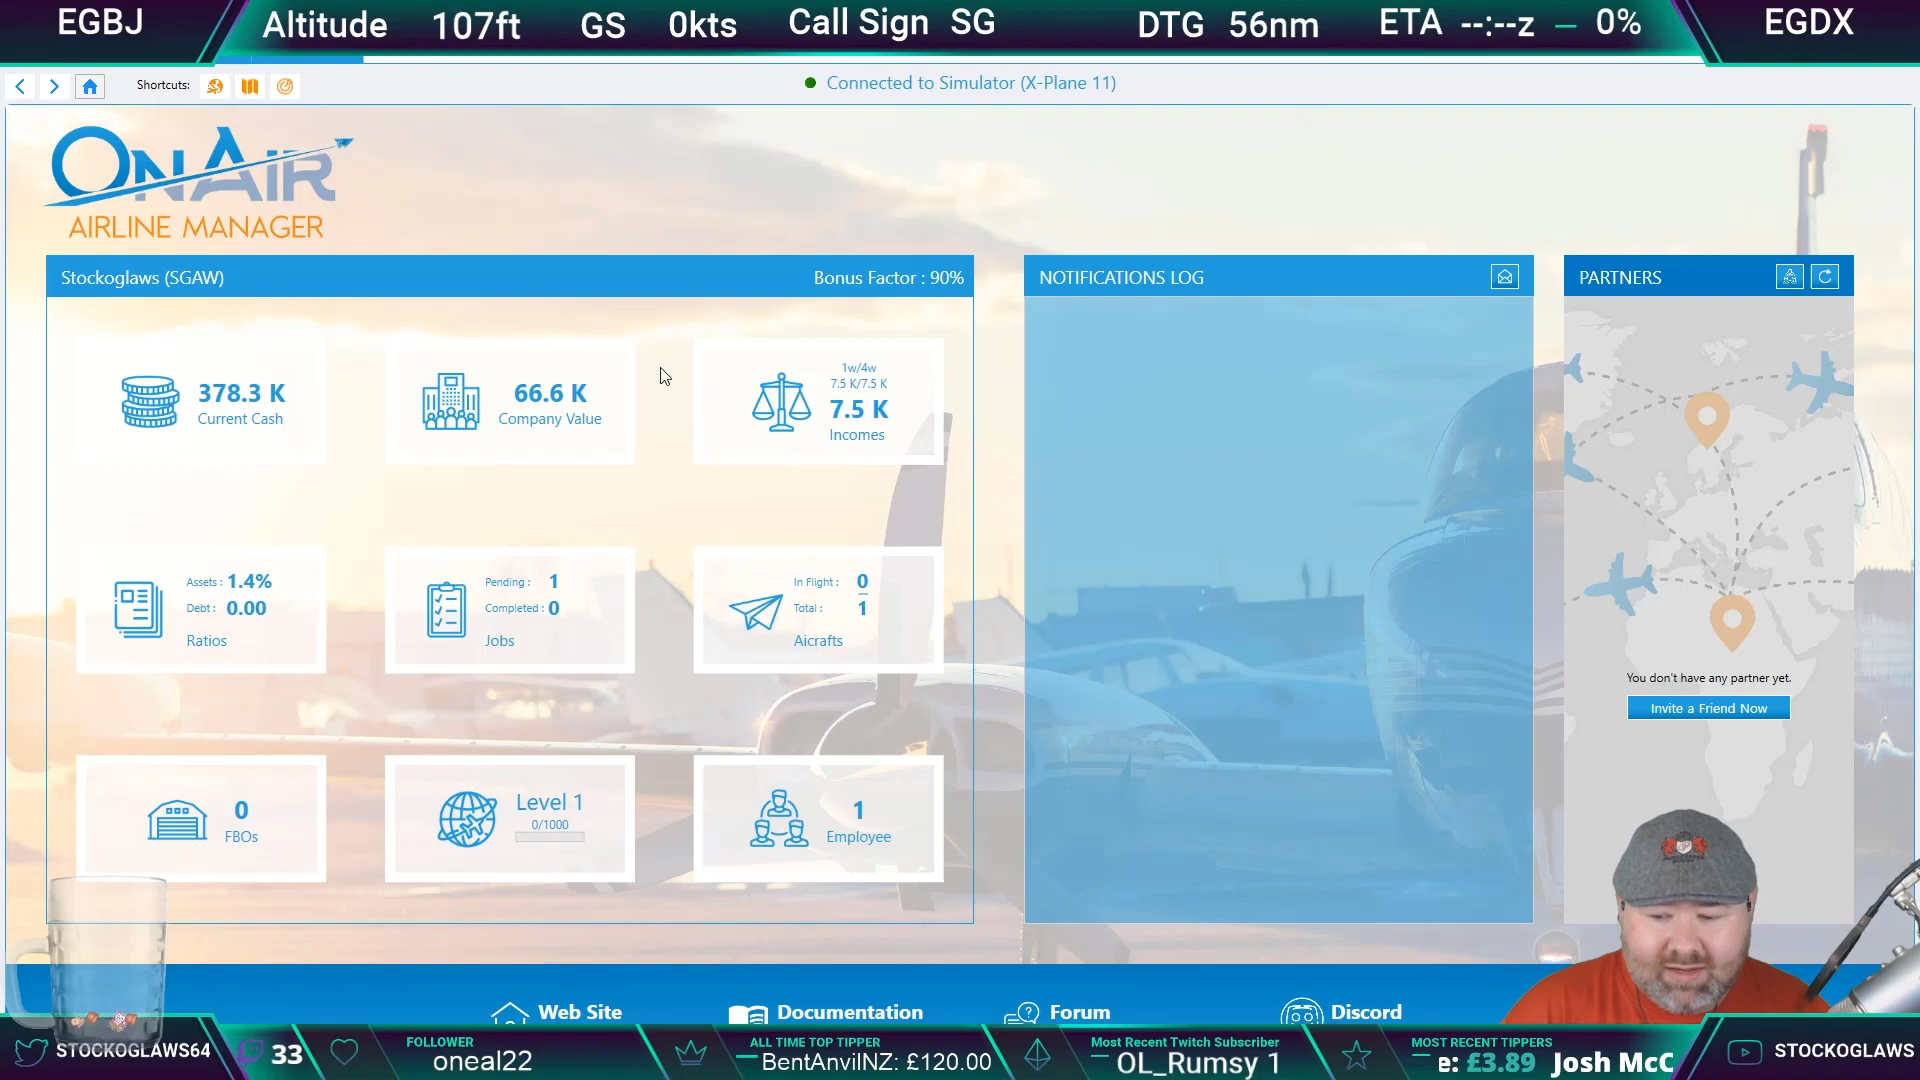 EGBJ
Altitude 107ft GS 0kts Call Sign SG DTG 56nm ETA --:--z – 0%
EGDX
Shortcuts:
Connected to Simulator (X-Plane 11)
ONAIR
AIRLINE MANAGER
Stockoglaws (SGAW)
Bonus Factor : 90%
378.3 K
Current Cash
66.6 K
Company Value
1w/4w
7.5 K/7.5 K
7.5 K
Incomes
Assets : 1.4%
Debt : 0.00
Ratios
Pending : 1
Completed : 0
Jobs
In Flight : 0
Total : 1
Aicrafts
0
FBOs
Level 1
0/1000
1
Employee
NOTIFICATIONS LOG
PARTNERS
You don't have any partner yet.
Invite a Friend Now
Web Site
Documentation
Forum
Discord
STOCKOGLAWS64
33
FOLLOWER
oneal22
ALL TIME TOP TIPPER
BentAnvilNZ: £120.00
Most Recent Twitch Subscriber
OL_Rumsy 1
MOST RECENT TIPPERS
e: £3.89 Josh McC
STOCKOGLAWS